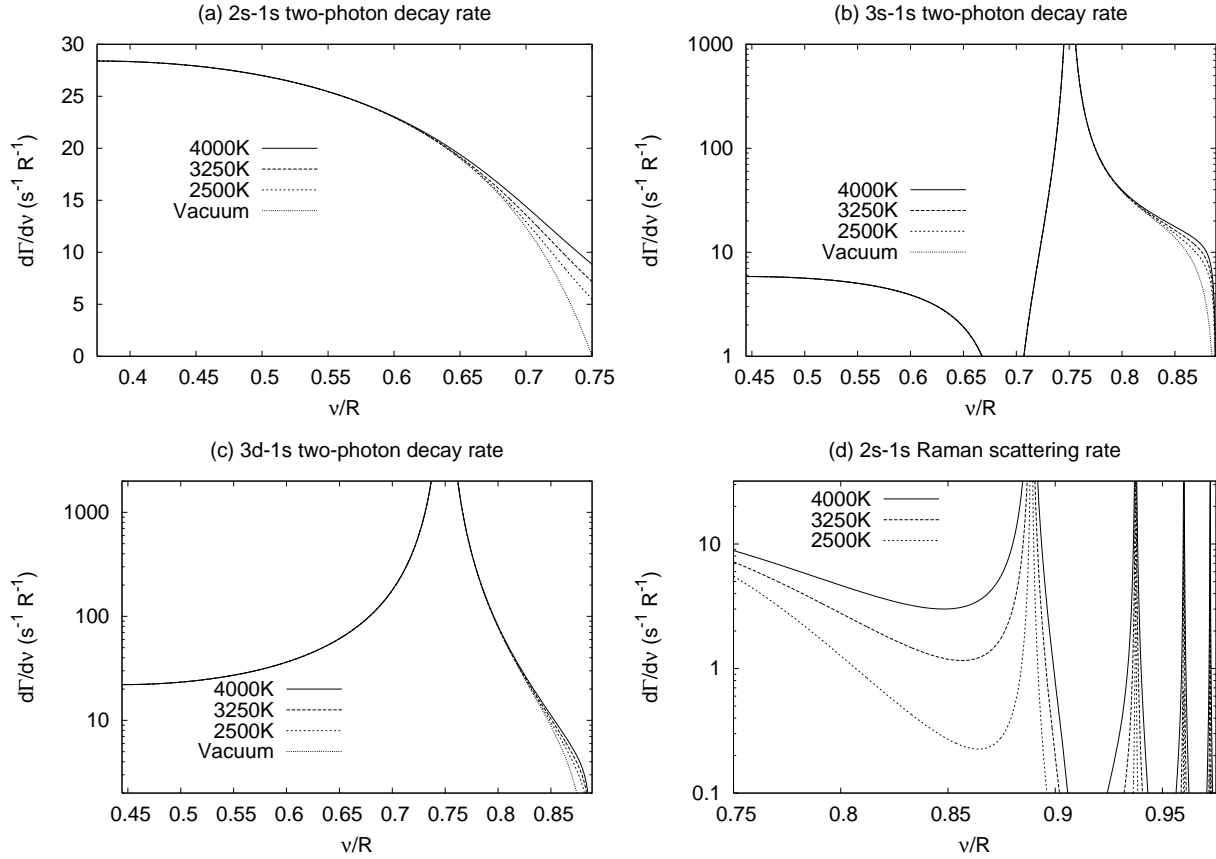 (a) 2s-1s two-photon decay rate
30
25
20
15
10
5
0
0.4 0.45 0.5 0.55 0.6 0.65 0.7 0.75
dΓ/dν (s⁻¹ R⁻¹)
ν/R
4000K
3250K
2500K
Vacuum
(b) 3s-1s two-photon decay rate
1000
100
10
1
0.45 0.5 0.55 0.6 0.65 0.7 0.75 0.8 0.85
dΓ/dν (s⁻¹ R⁻¹)
ν/R
4000K
3250K
2500K
Vacuum
(c) 3d-1s two-photon decay rate
1000
100
10
0.45 0.5 0.55 0.6 0.65 0.7 0.75 0.8 0.85
dΓ/dν (s⁻¹ R⁻¹)
ν/R
4000K
3250K
2500K
Vacuum
(d) 2s-1s Raman scattering rate
10
1
0.1
0.75 0.8 0.85 0.9 0.95
dΓ/dν (s⁻¹ R⁻¹)
ν/R
4000K
3250K
2500K